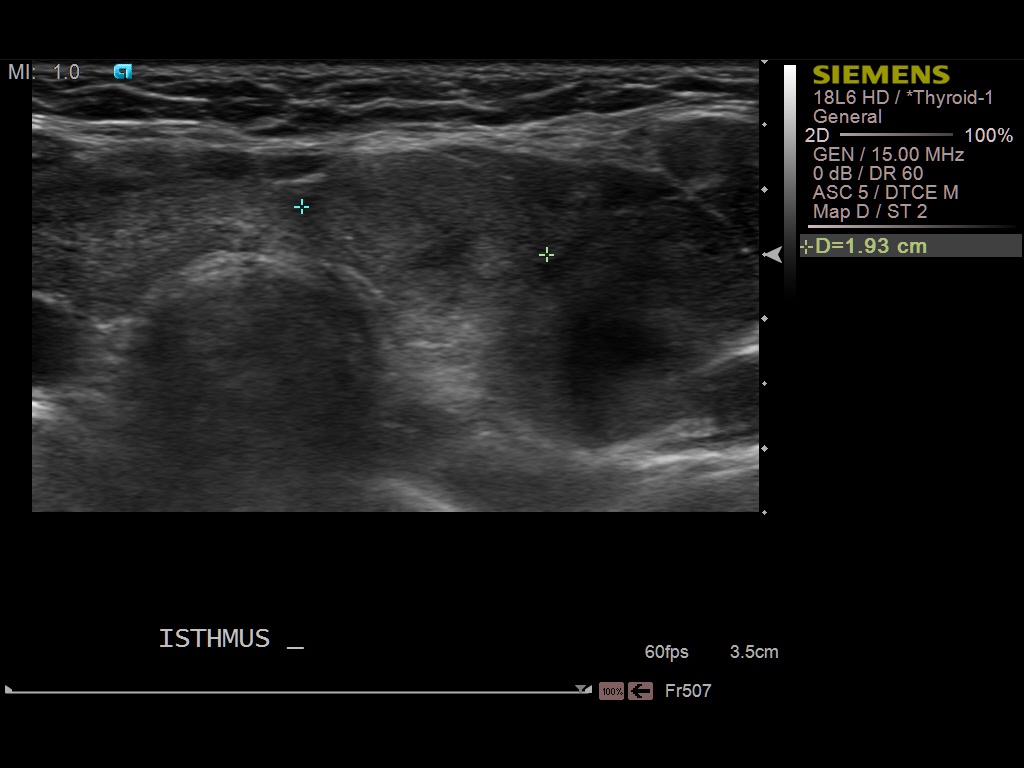 MI: 1.0
SIEMENS
18L6 HD / *Thyroid-1
General
2D 100%
GEN / 15.00 MHz
0 dB / DR 60
ASC 5 / DTCE M
Map D / ST 2
D=1.93 cm
ISTHMUS _
60fps 3.5cm
100% Fr507